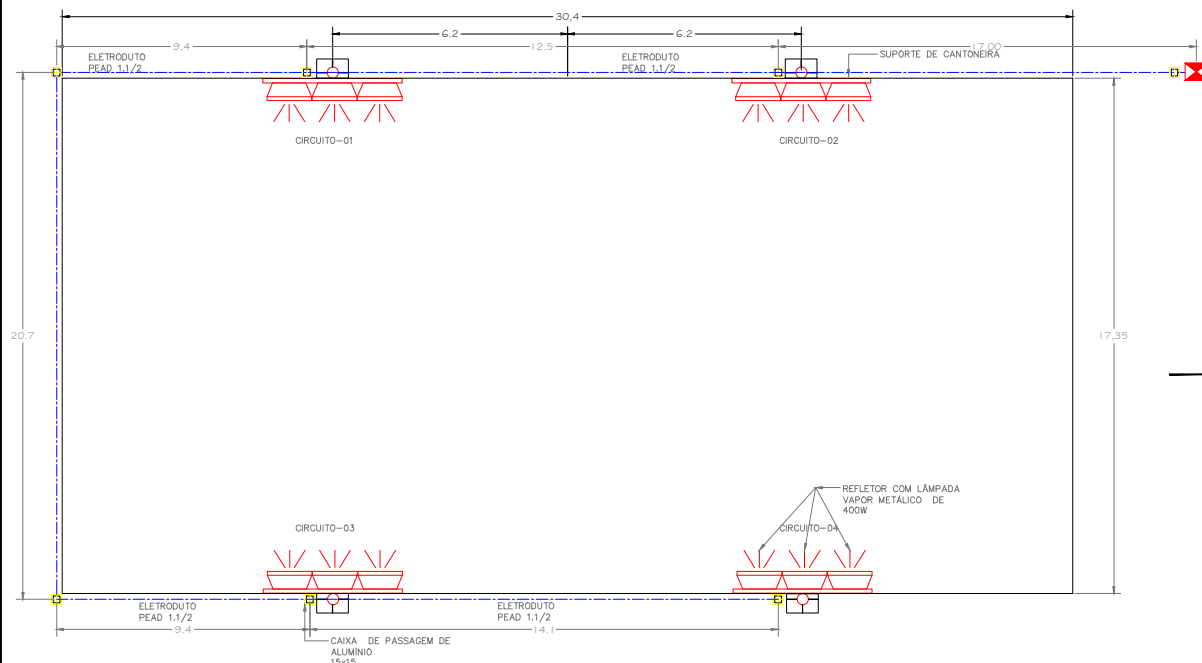 30,4
6.2
6.2
9.4
12.5
17.00
ELETRODUTO
PEAD 1.1/2
ELETRODUTO
PEAD 1.1/2
SUPORTE DE CANTONEIRA
CIRCUITO-01
CIRCUITO-02
20.7
17,35
REFLETOR COM LÂMPADA
VAPOR METÁLICO DE
400W
CIRCUITO-03
CIRCUITO-04
ELETRODUTO
PEAD 1.1/2
ELETRODUTO
PEAD 1.1/2
9.4
14.1
CAIXA DE PASSAGEM DE
ALUMÍNIO
15x15